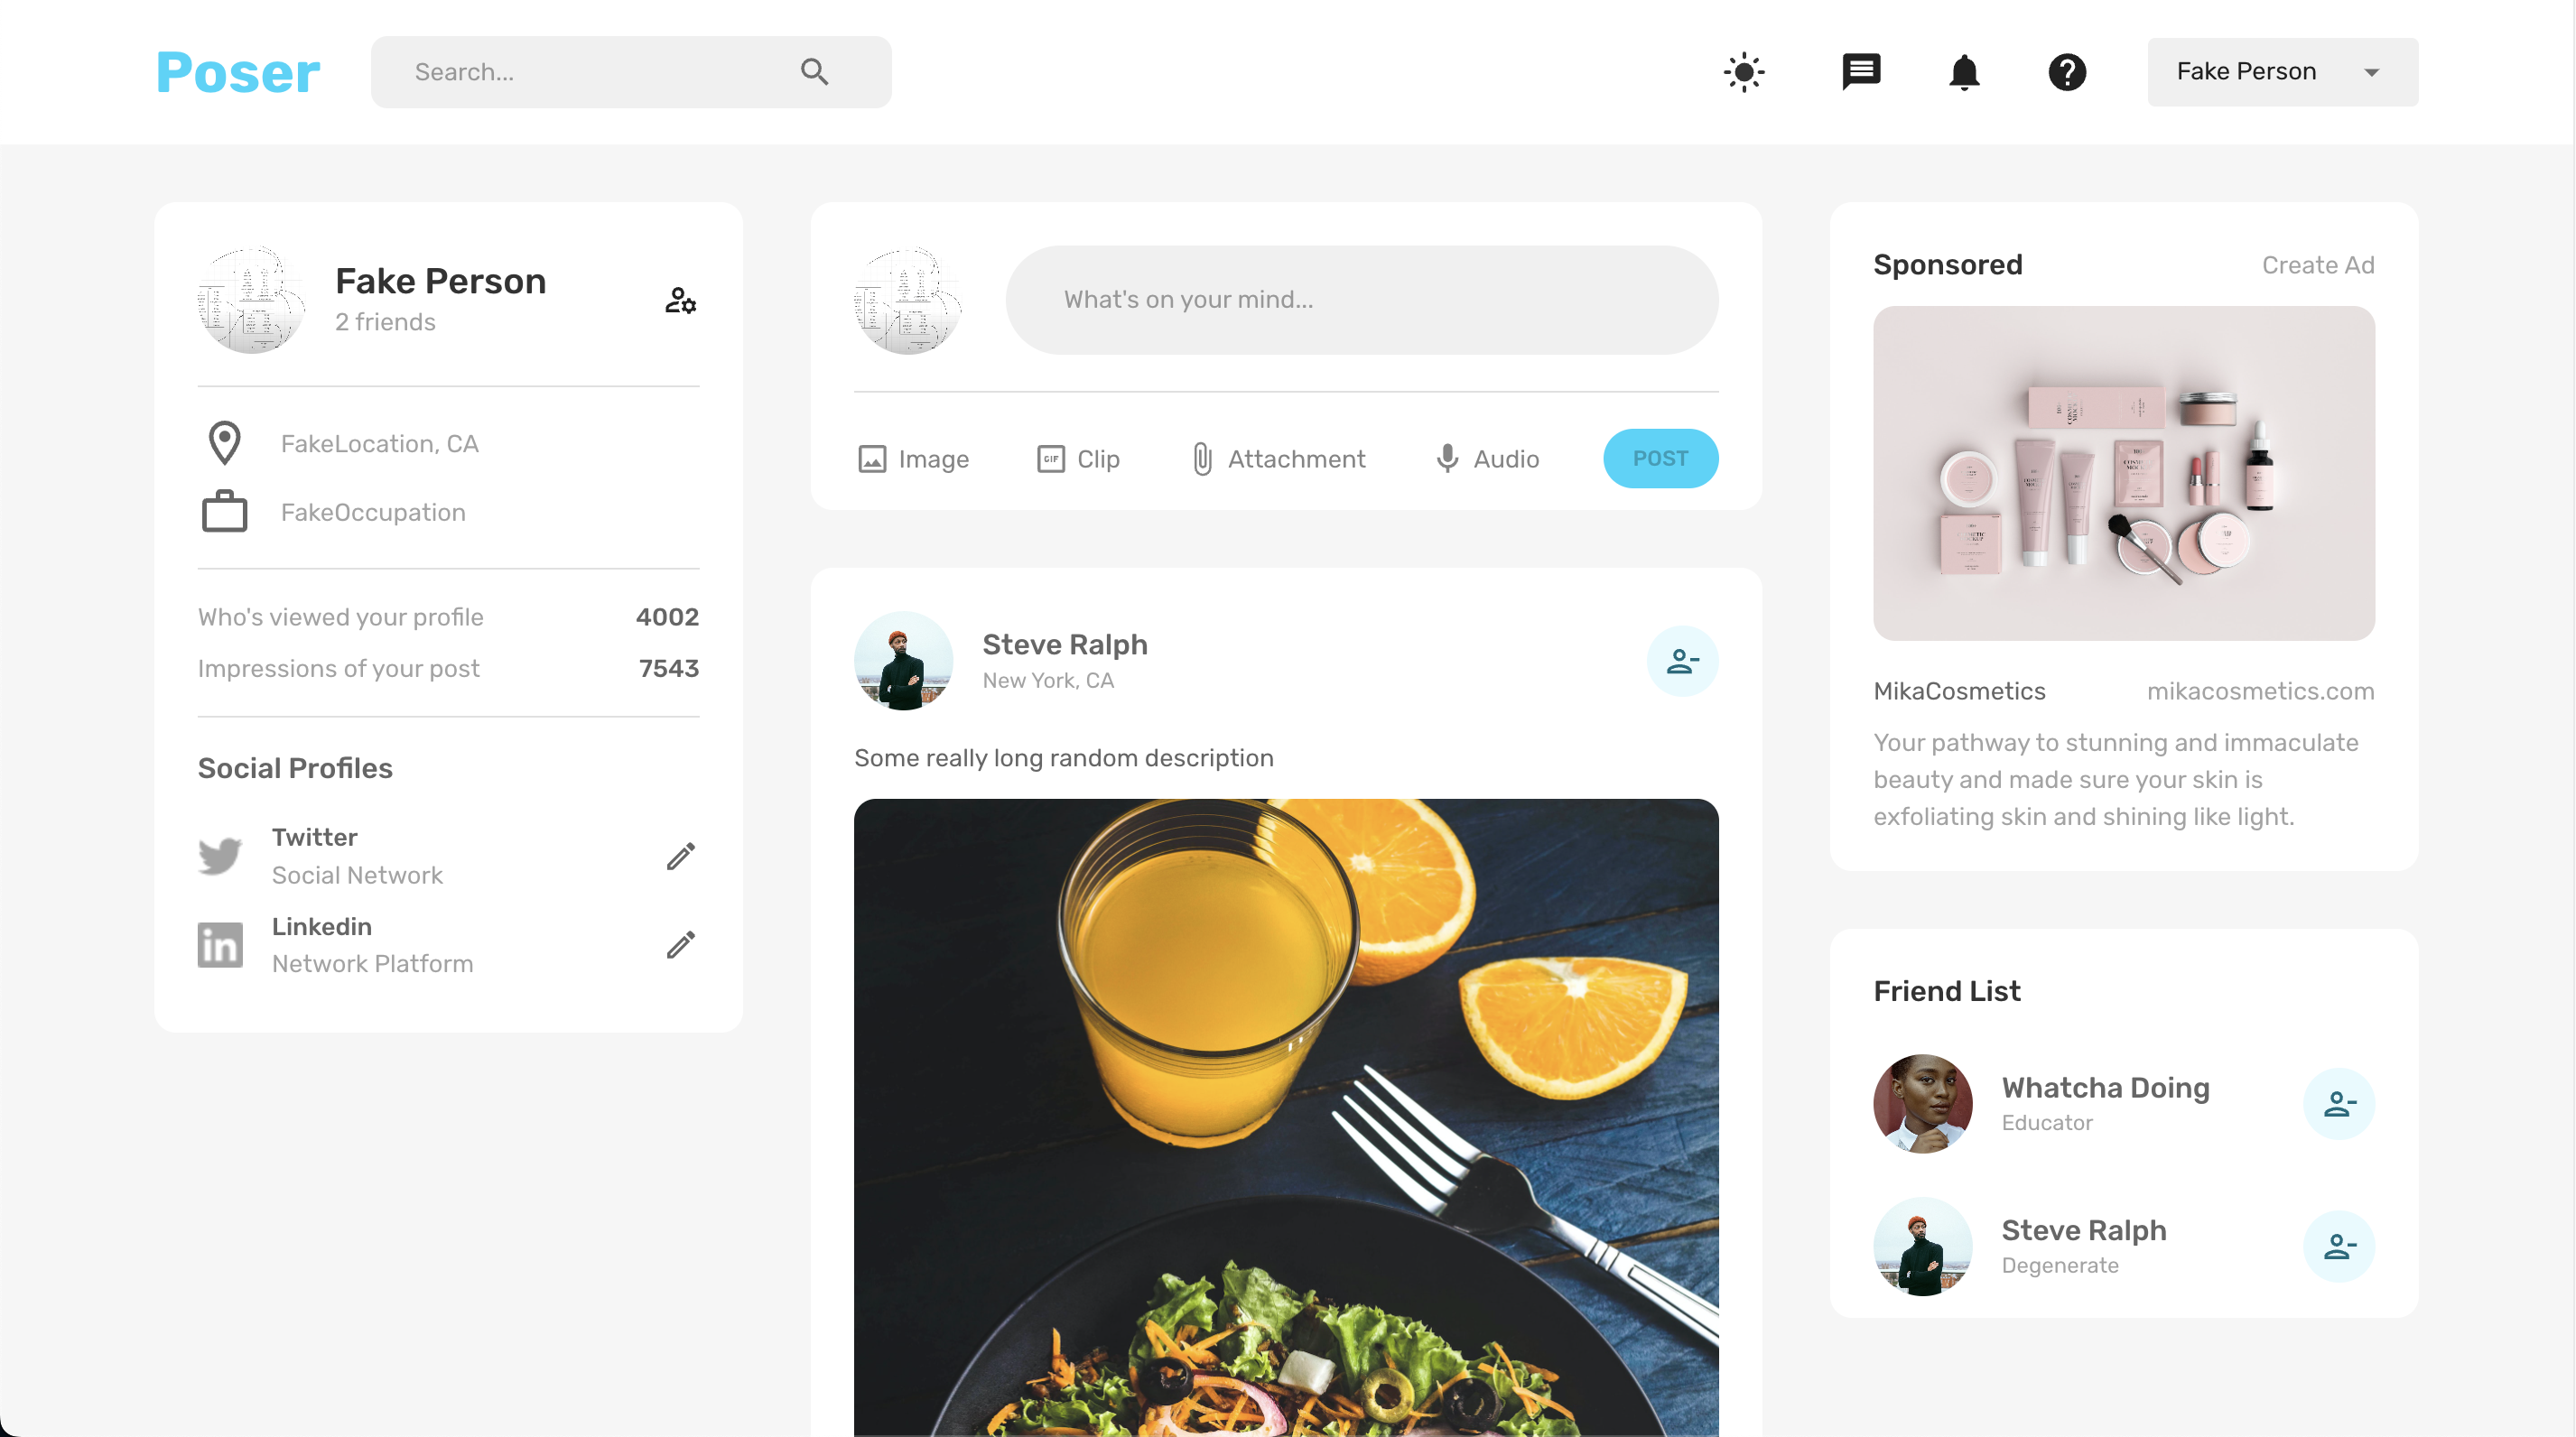 Poser
Search...
Fake Person
Fake Person
2 friends
FakeLocation, CA
FakeOccupation
Who's viewed your profile 4002
Impressions of your post 7543
Social Profiles
Twitter
Social Network
in
Linkedin
Network Platform
What's on your mind...
Image
GIF
Clip
Attachment
Audio
POST
Steve Ralph
New York, CA
Some really long random description
Sponsored
Create Ad
MikaCosmetics
mikacosmetics.com
Your pathway to stunning and immaculate
beauty and made sure your skin is
exfoliating skin and shining like light.
Friend List
Whatcha Doing
Educator
Steve Ralph
Degenerate